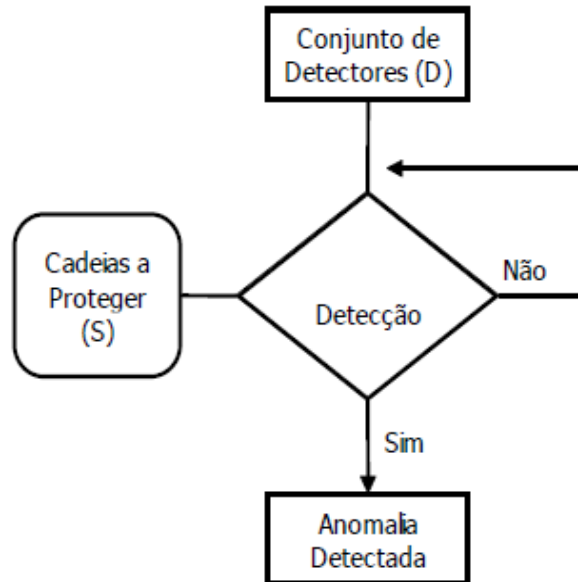 Conjunto de
Detectores (D)
Cadeias a
Proteger
(S)
Detecção
Não
Sim
Anomalia
Detectada